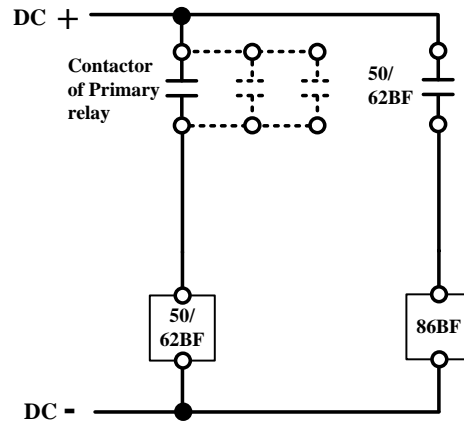 DC +
Contactor
of Primary
relay
50/
62BF
50/
62BF
86BF
DC -